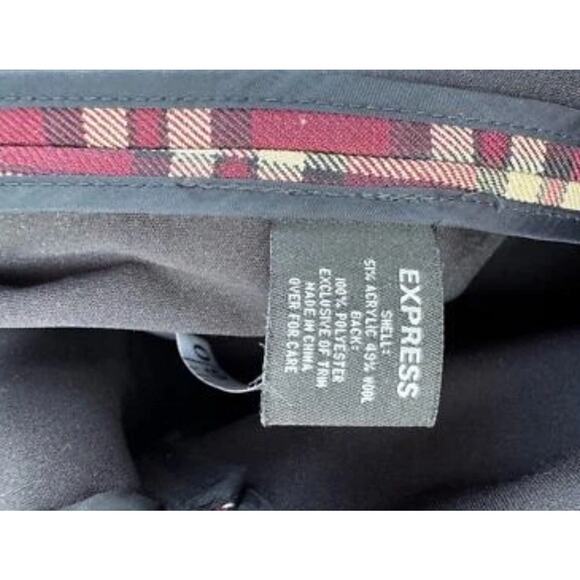 EXPRESS
SHELL:
51% ACRYLIC 49% WOOL
BACK:
100% POLYESTER
EXCLUSIVE OF TRIM
MADE IN CHINA
OVER FOR CARE